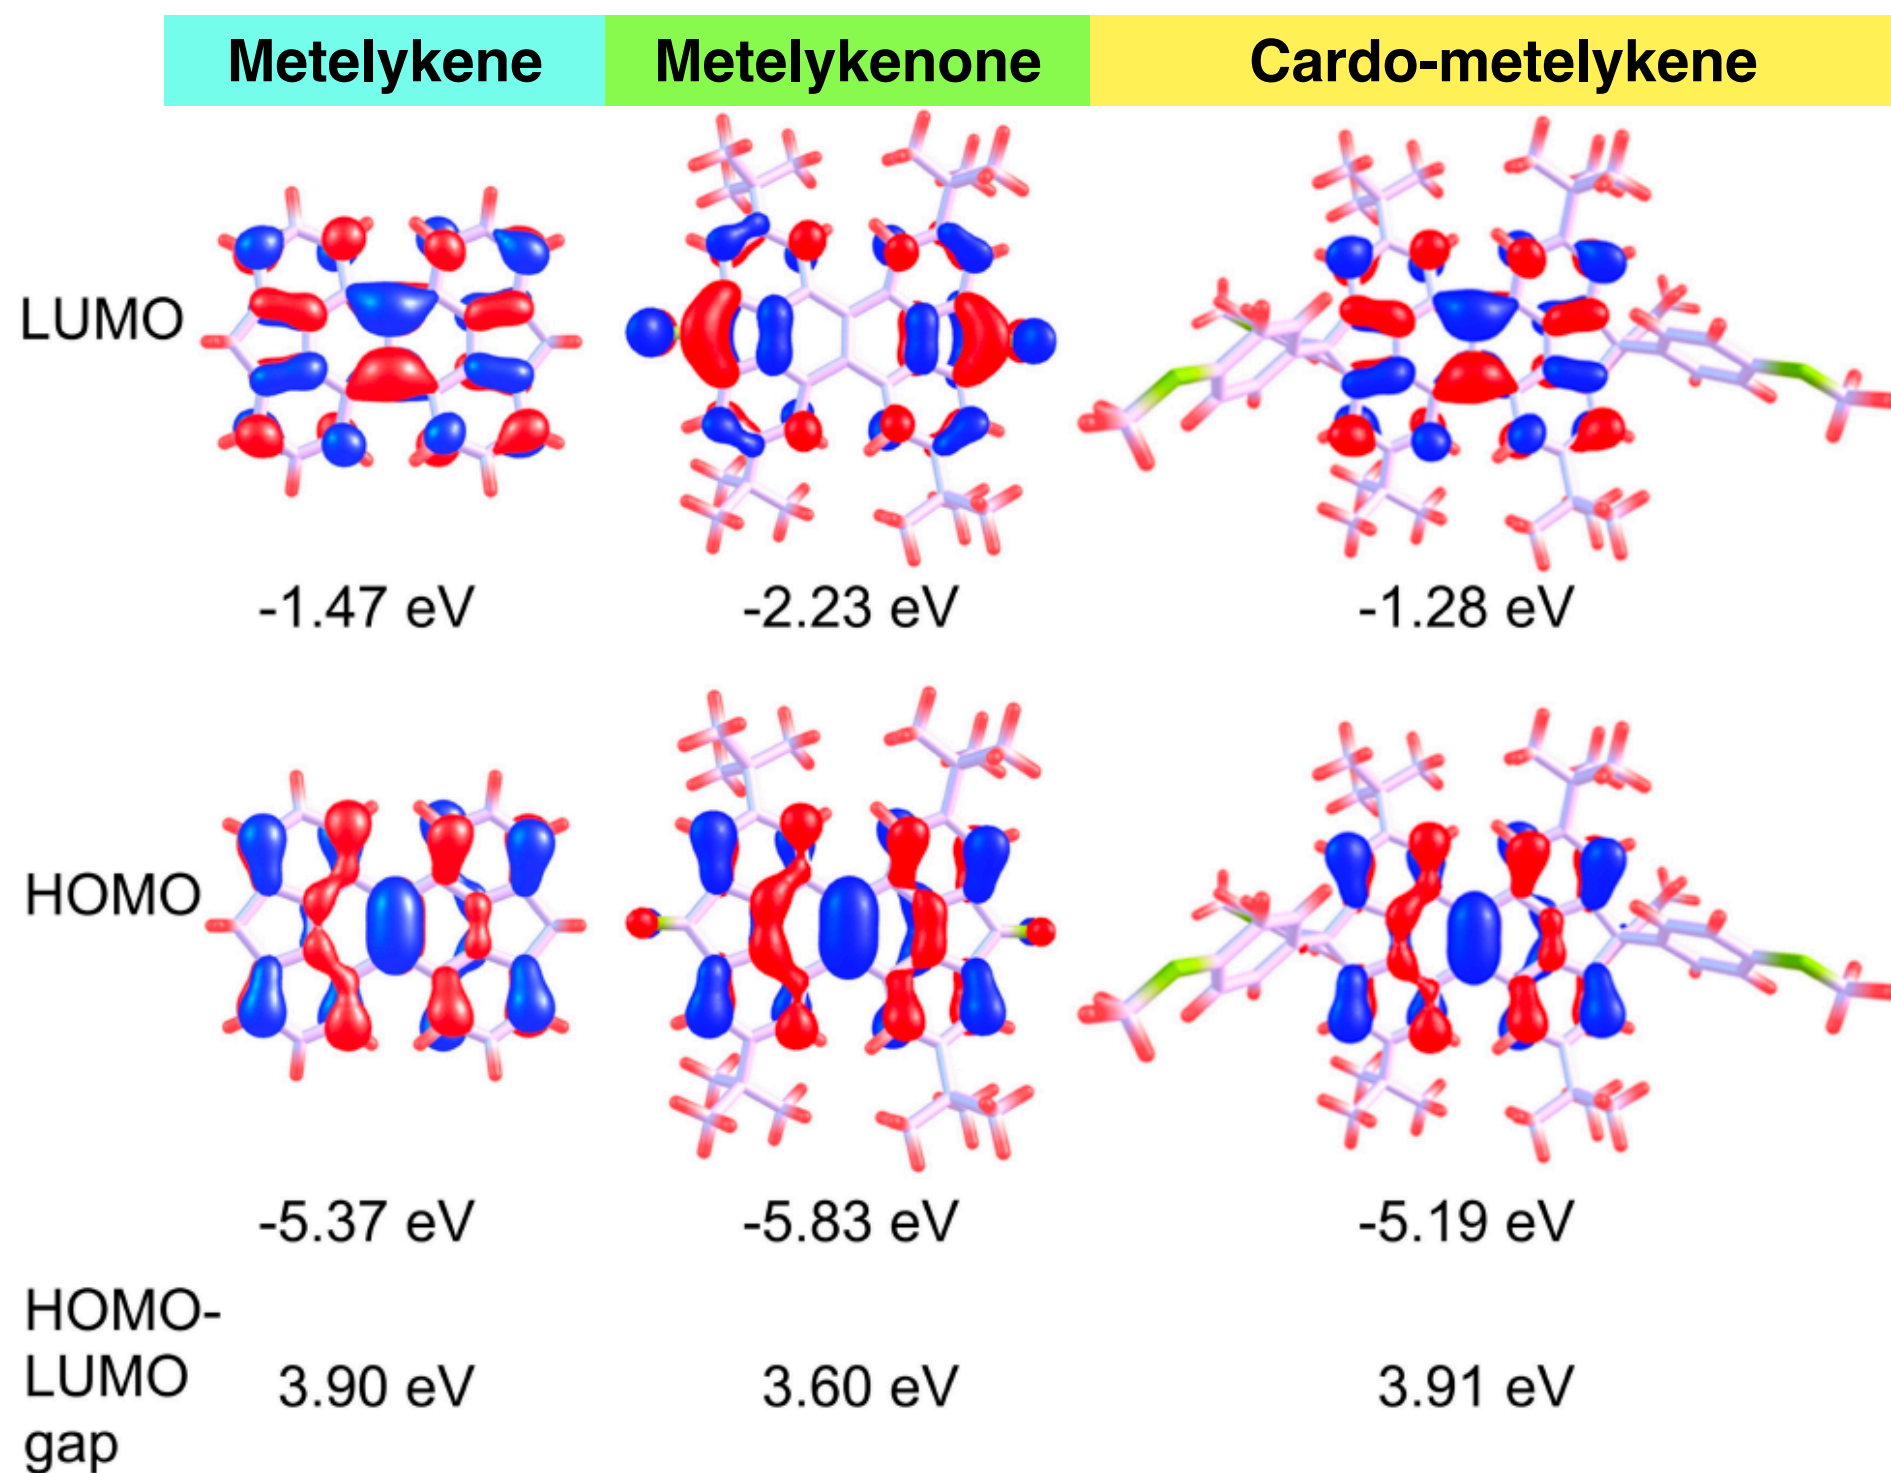 Metelykene Metelykenone Cardo-metelykene
LUMO
-1.47 eV -2.23 eV -1.28 eV
HOMO
-5.37 eV -5.83 eV -5.19 eV
HOMO-
LUMO 3.90 eV 3.60 eV 3.91 eV
gap